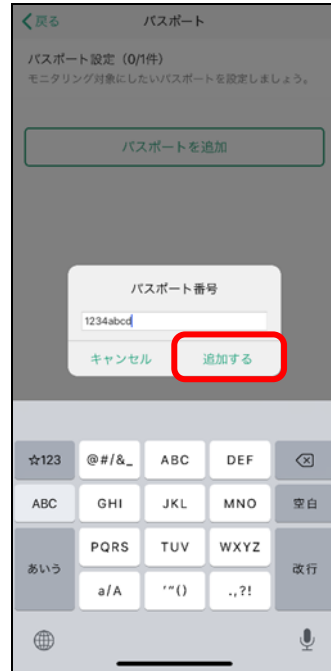 戻る パスポート
パスポート設定（0/1件）
モニタリング対象にしたいパスポートを設定しましょう。
パスポートを追加
パスポート番号
1234abcd
キャンセル 追加する
☆123 @#/&_ ABC DEF
ABC GHI JKL MNO 空白
あいう PQRS TUV WXYZ 改行
a/A '"() .,?!